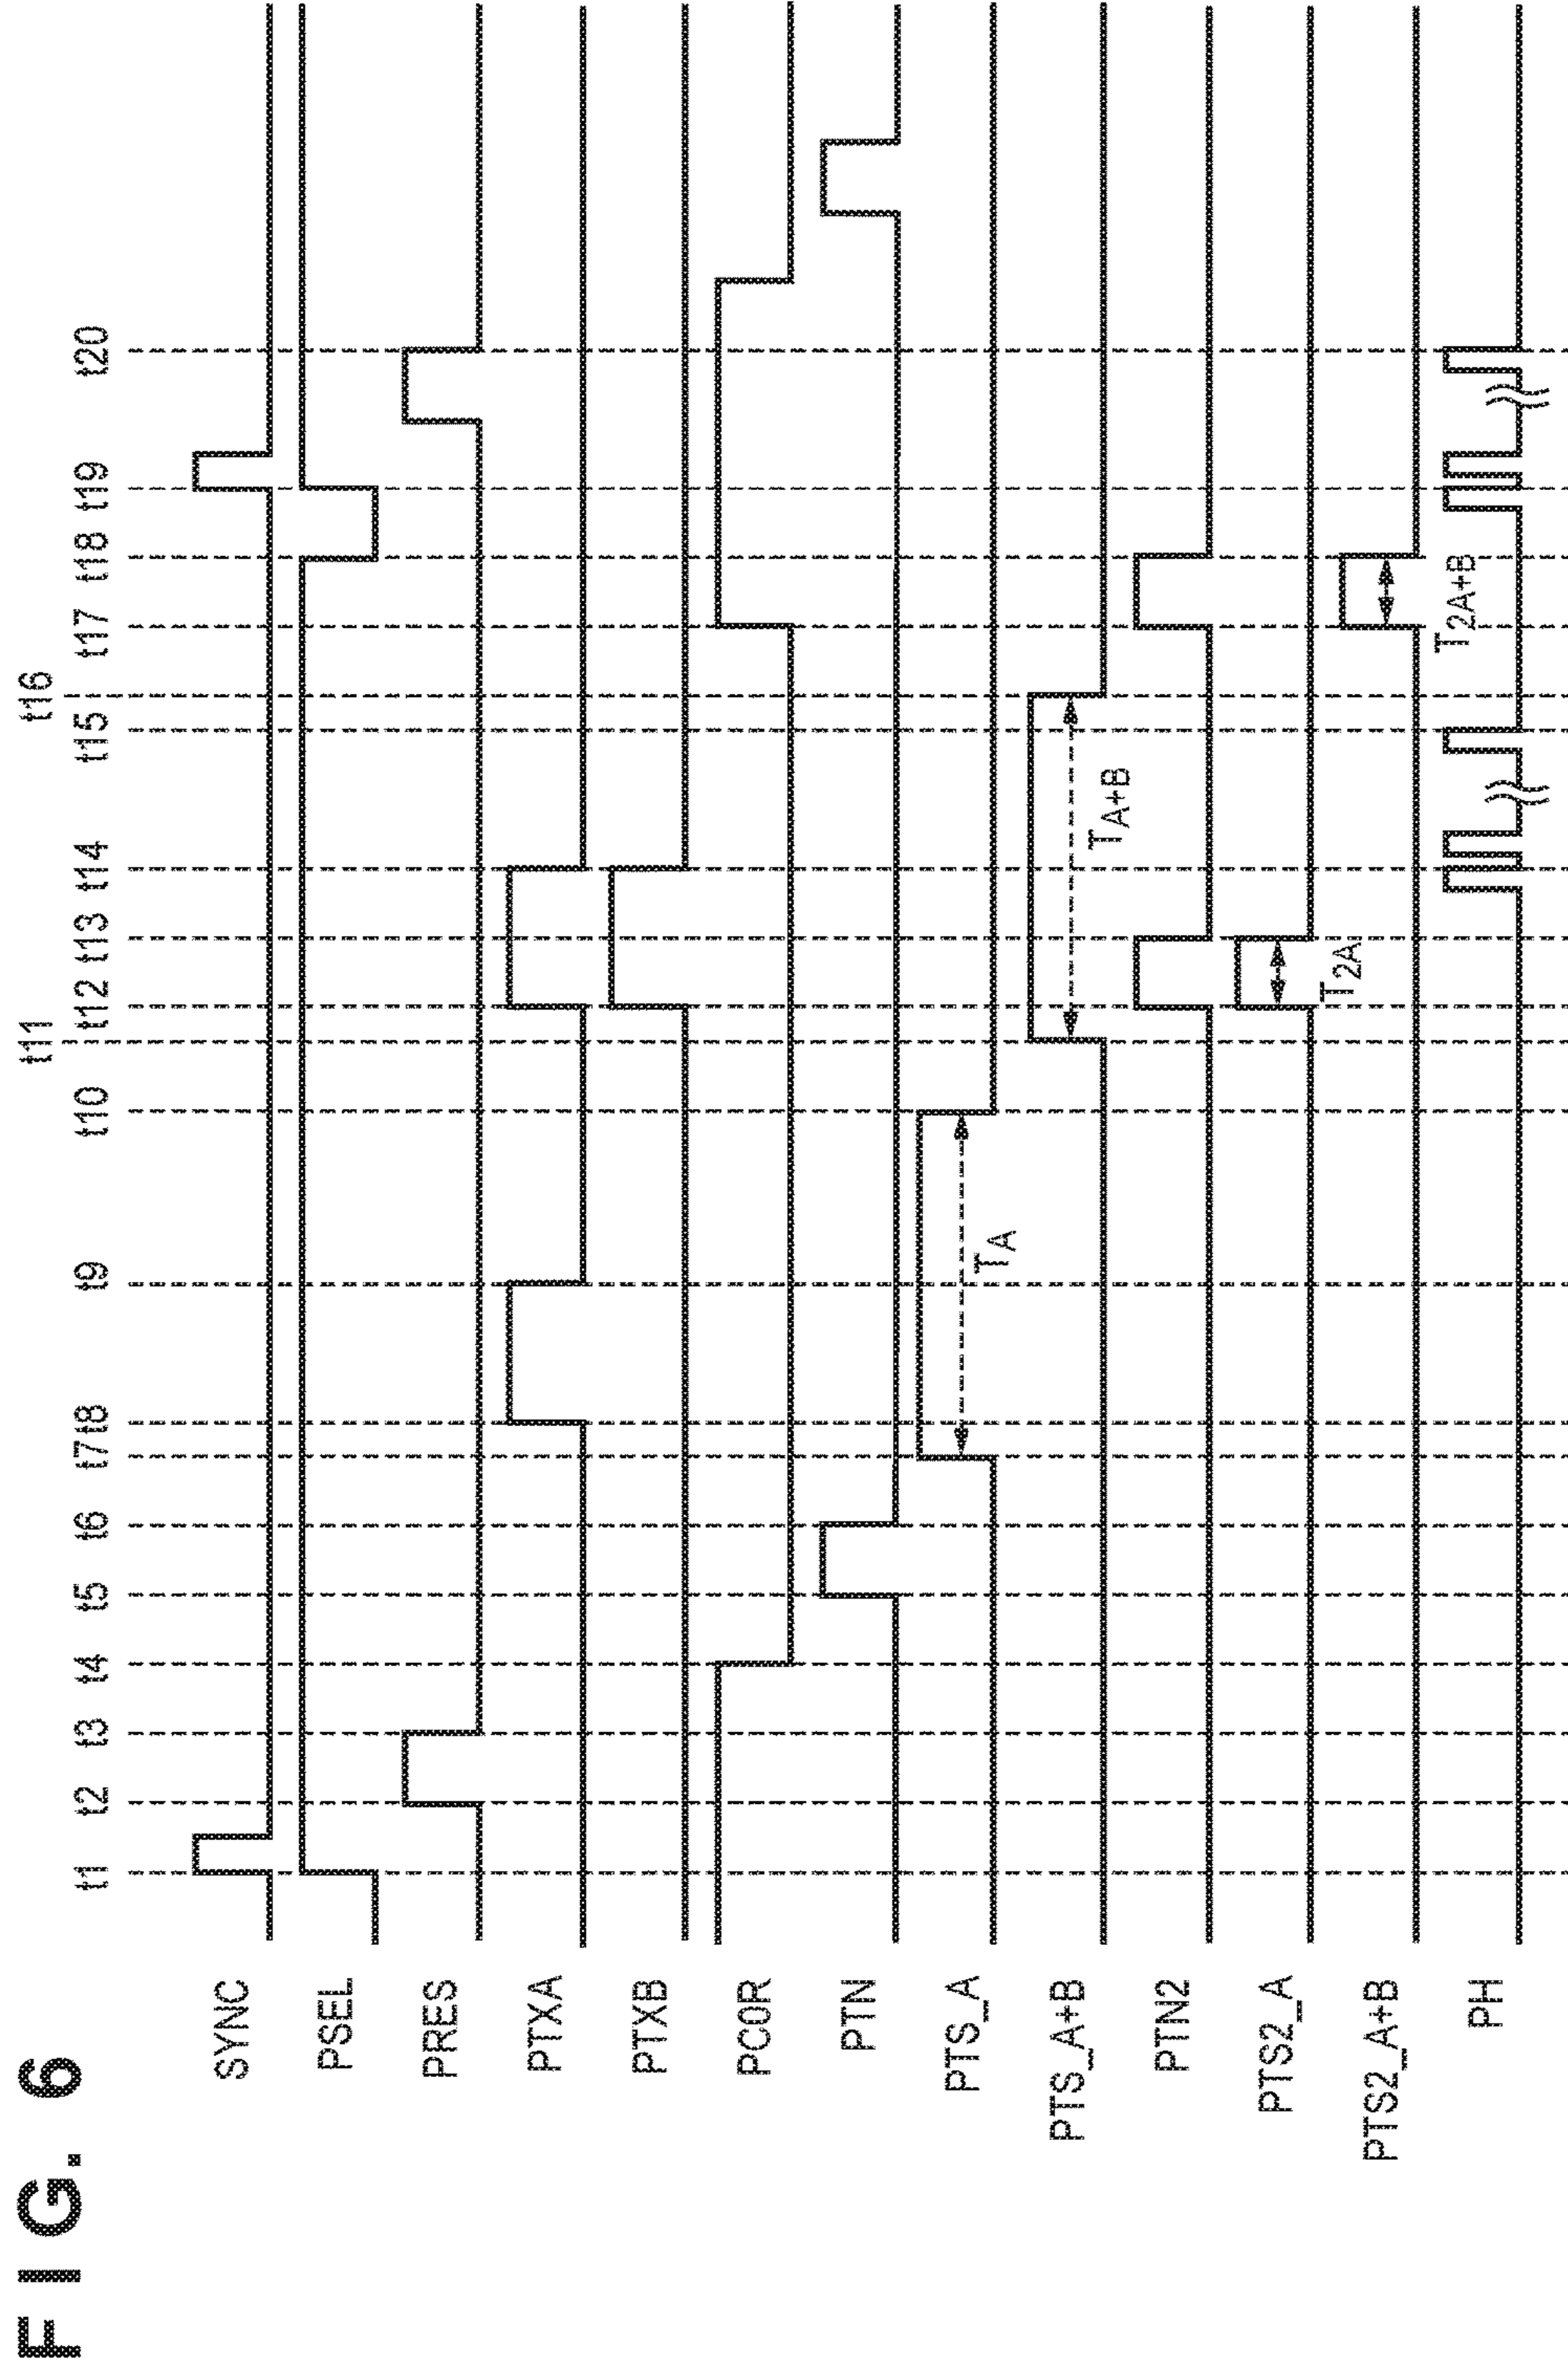 FIG. 6
t1 t2 t3 t4 t5 t6 t7 t8 t9 t10 t11 t12 t13 t14 t15 t16 t17 t18 t19 t20
SYNC
PSEL
PRES
PTXA
PTXB
PC0R
PTN
PTS_A
TA
PTS_A+B
TA+B
PTN2
PTS2_A
T2A
PTS2_A+B
T2A+B
PH